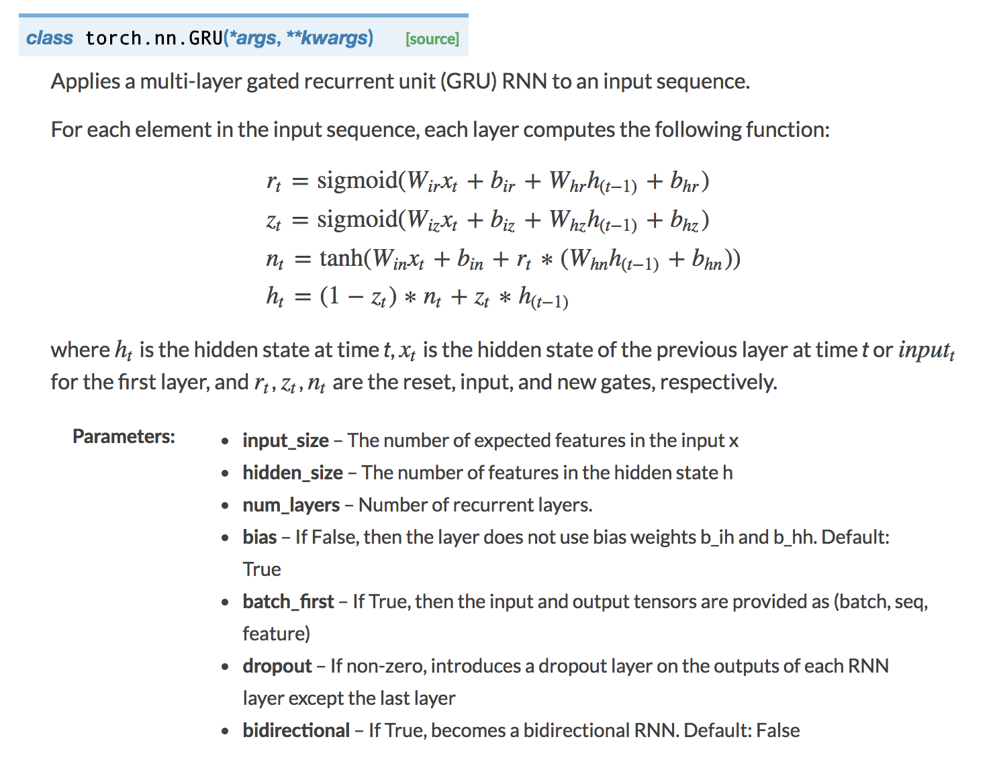 class torch.nn.GRU(*args, **kwargs) [source]
Applies a multi-layer gated recurrent unit (GRU) RNN to an input sequence.
For each element in the input sequence, each layer computes the following function:
r_t = sigmoid(W_{ir}x_t + b_{ir} + W_{hr}h_{(t−1)} + b_{hr})
z_t = sigmoid(W_{iz}x_t + b_{iz} + W_{hz}h_{(t−1)} + b_{hz})
n_t = tanh(W_{in}x_t + b_{in} + r_t * (W_{hn}h_{(t−1)} + b_{hn}))
h_t = (1 − z_t) * n_t + z_t * h_{(t−1)}
where h_t is the hidden state at time t, x_t is the hidden state of the previous layer at time t or input_t
for the first layer, and r_t, z_t, n_t are the reset, input, and new gates, respectively.
Parameters:
• input_size – The number of expected features in the input x
• hidden_size – The number of features in the hidden state h
• num_layers – Number of recurrent layers.
• bias – If False, then the layer does not use bias weights b_ih and b_hh. Default:
True
• batch_first – If True, then the input and output tensors are provided as (batch, seq,
feature)
• dropout – If non-zero, introduces a dropout layer on the outputs of each RNN
layer except the last layer
• bidirectional – If True, becomes a bidirectional RNN. Default: False